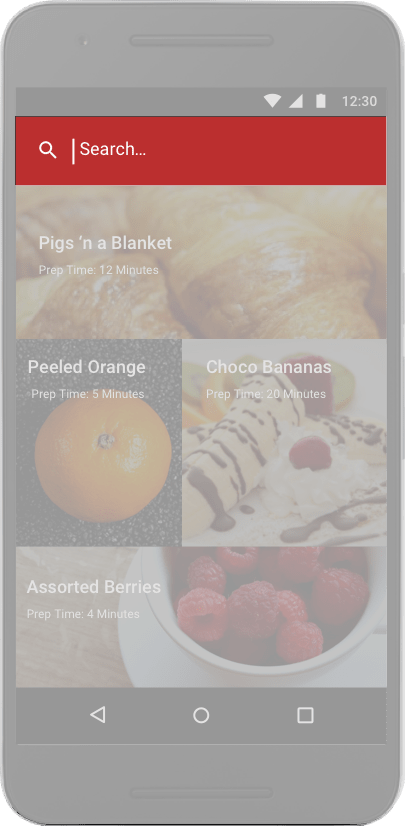 12:30
Search…
Pigs ‘n a Blanket
Prep Time: 12 Minutes
Peeled Orange
Prep Time: 5 Minutes
Choco Bananas
Prep Time: 20 Minutes
Assorted Berries
Prep Time: 4 Minutes